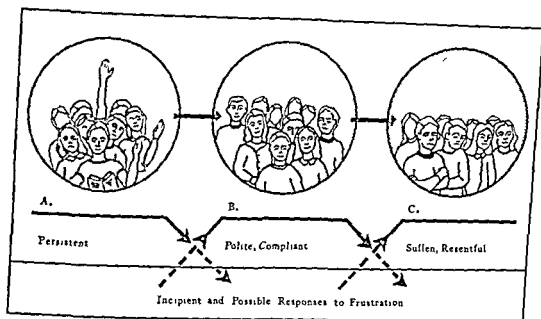 A.
B.
C.
Persistent
Polite, Compliant
Sullen, Resentful
Incipient and Possible Responses to Frustration